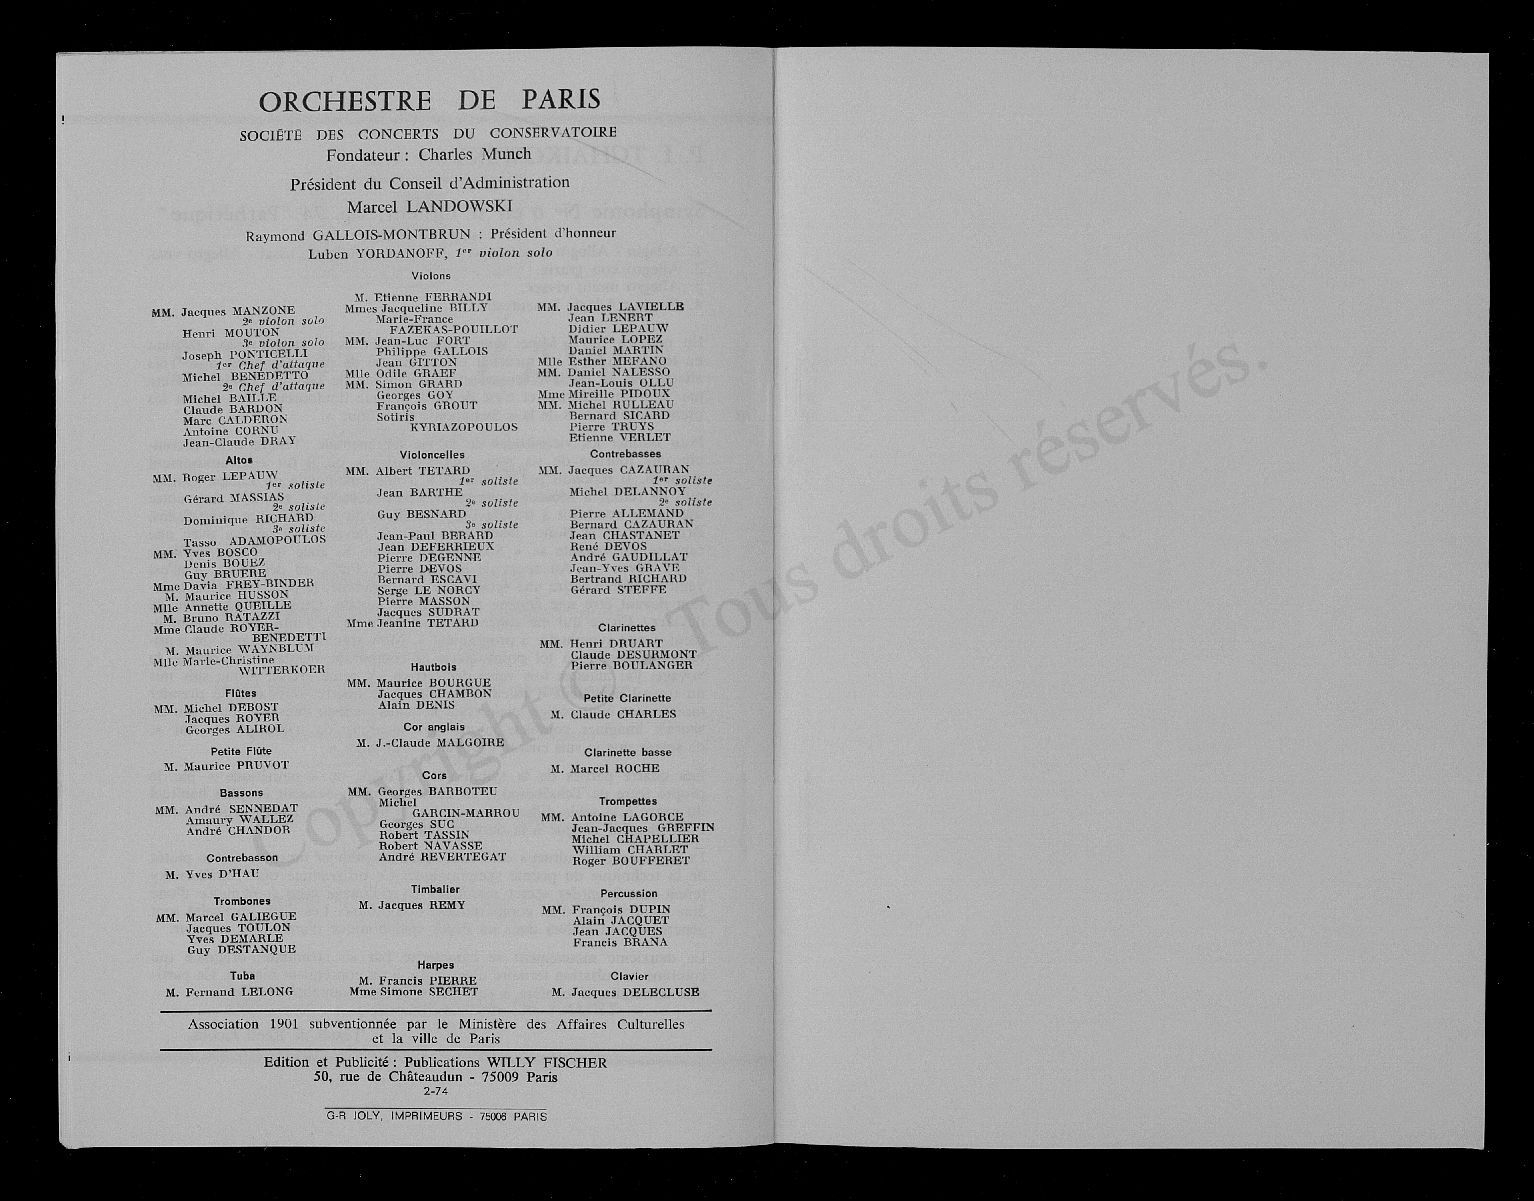 ORCHESTRE DE PARIS
SOCIÉTÉ DES CONCERTS DU CONSERVATOIRE
Fondateur : Charles Munch
Président du Conseil d'Administration
Marcel LANDOWSKI
Raymond GALLOIS-MONTBRUN : Président d'honneur
Luben YORDANOFF, 1er violon solo
Violons
MM. Jacques MANZONE
2e violon solo
Henri MOUTON
3e violon solo
Joseph PONTICELLI
1er Chef d'attaque
Michel BENEDETTO
2e Chef d'attaque
Michel BAILLE
Claude BARDON
Marc CALDERON
Antoine CORNU
Jean-Claude DRAY
M. Etienne FERRANDI
Mmes Jacqueline BILLY
Marie-France
FAZEKAS-POUILLOT
MM. Jean-Luc FORT
Philippe GALLOIS
Jean GITTON
Mlle Odile GRAEF
MM. Simon GRARD
Georges GOY
François GROUT
Sotiris
KYRIAZOPOULOS
MM. Jacques LAVIELLE
Jean LENERT
Didier LEPAUW
Maurice LOPEZ
Daniel MARTIN
Mlle Esther MEFANO
MM. Daniel NALESSO
Jean-Louis OLLU
Mme Mireille PIDOUX
MM. Michel RULLEAU
Bernard SICARD
Pierre TRUYS
Etienne VERLET
Altos
MM. Roger LEPAUW
1er soliste
Gérard MASSIAS
2e soliste
Dominique RICHARD
3e soliste
Tasso ADAMOPOULOS
MM. Yves BOSCO
Denis BOUEZ
Guy BRUERE
Mme Davia FREY-BINDER
M. Maurice HUSSON
Mlle Annette QUEILLE
M. Bruno RATAZZI
Mme Claude ROYER-
BENEDETTI
M. Maurice WAYNBLUM
Mlle Marie-Christine
WITTERKOER
Violoncelles
MM. Albert TETARD
1er soliste
Jean BARTHE
2e soliste
Guy BESNARD
3e soliste
Jean-Paul BERARD
Jean DEFERRIEUX
Pierre DEGENNE
Pierre DEVOS
Bernard ESCAVI
Serge LE NORCY
Pierre MASSON
Jacques SUDRAT
Mme Jeanine TETARD
Contrebasses
MM. Jacques CAZAURAN
1er soliste
Michel DELANNOY
2e soliste
Pierre ALLEMAND
Bernard CAZAURAN
Jean CHASTANET
René DEVOS
André GAUDILLAT
Jean-Yves GRAVE
Bertrand RICHARD
Gérard STEFFE
Flûtes
MM. Michel DEBOST
Jacques ROYER
Georges ALIROL
Petite Flûte
M. Maurice PRUVOT
Bassons
MM. André SENNEDAT
Amaury WALLEZ
André CHANDOR
Contrebasson
M. Yves D'HAU
Trombones
MM. Marcel GALIEGUE
Jacques TOULON
Yves DEMARLE
Guy DESTANQUE
Tuba
M. Fernand LELONG
Hautbois
MM. Maurice BOURGUE
Jacques CHAMBON
Alain DENIS
Cor anglais
M. J.-Claude MALGOIRE
Cors
MM. Georges BARBOTEU
Michel
GARCIN-MARROU
Georges SUC
Robert TASSIN
Robert NAVASSE
André REVERTEGAT
Timbalier
M. Jacques REMY
Harpes
M. Francis PIERRE
Mme Simone SECHET
Clarinettes
MM. Henri DRUART
Claude DESURMONT
Pierre BOULANGER
Petite Clarinette
M. Claude CHARLES
Clarinette basse
M. Marcel ROCHE
Trompettes
MM. Antoine LAGORCE
Jean-Jacques GREFFIN
Michel CHAPELLIER
William CHARLET
Roger BOUFFERET
Percussion
MM. François DUPIN
Alain JACQUET
Jean JACQUES
Francis BRANA
Clavier
M. Jacques DELECLUSE
Association 1901 subventionnée par le Ministère des Affaires Culturelles
et la ville de Paris
Edition et Publicité : Publications WILLY FISCHER
50, rue de Châteaudun - 75009 Paris
2-74
G-R JOLY, IMPRIMEURS - 75006 PARIS
Copyright © Tous droits réservés.